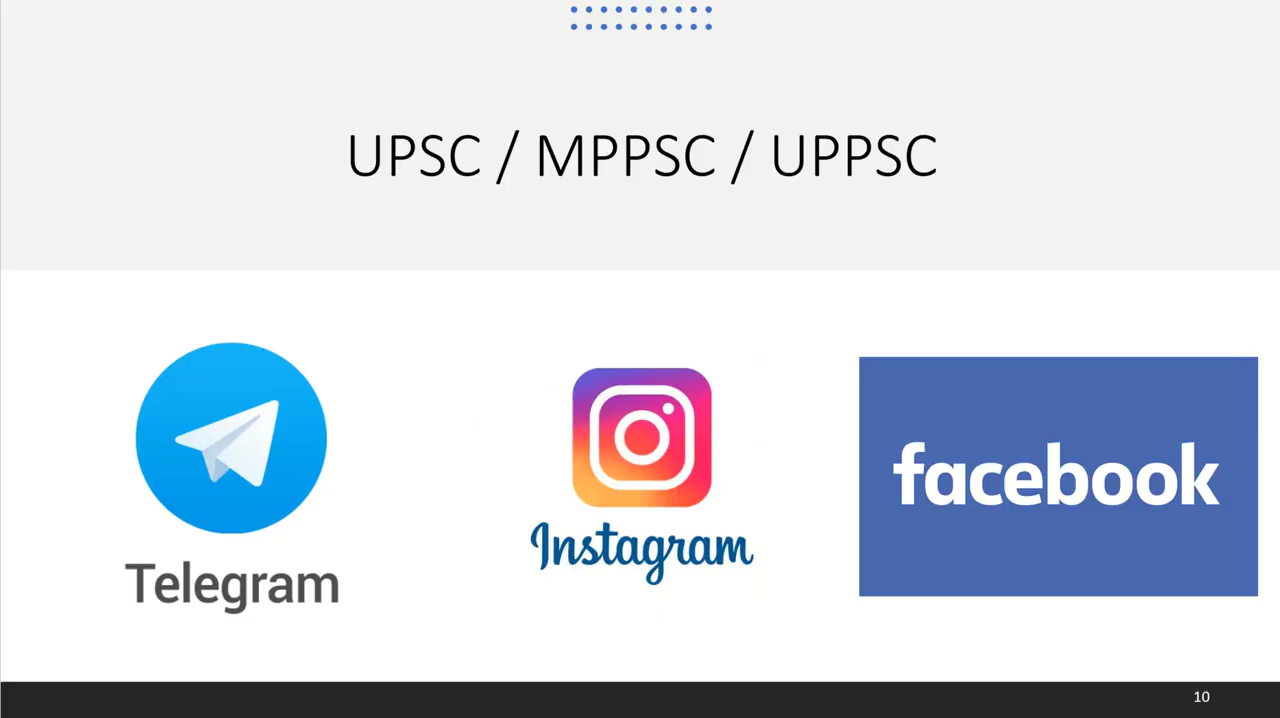 UPSC / MPPSC / UPPSC
Telegram
Instagram
facebook
10